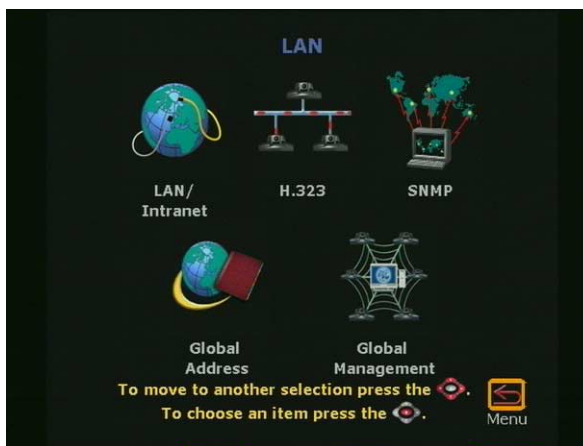 LAN
LAN/
Intranet
H.323
SNMP
Global
Address
Global
Management
To move to another selection press the .
To choose an item press the .
Menu